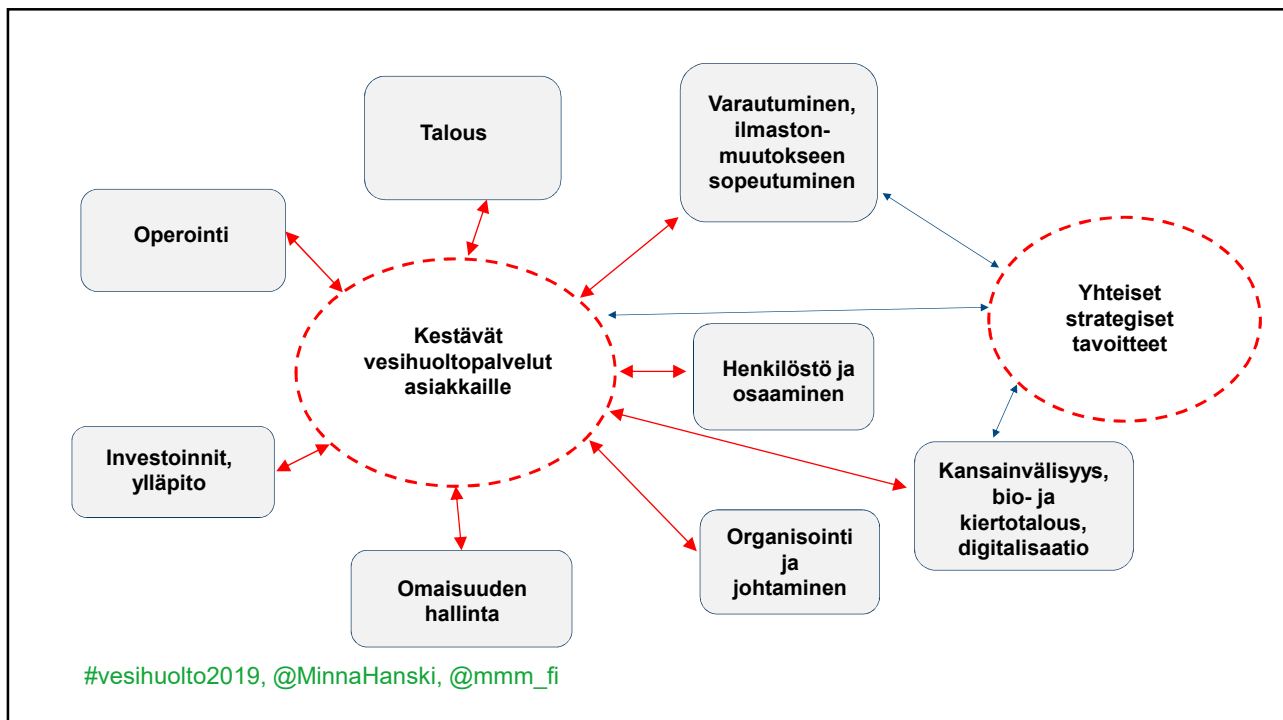 Talous
Varautuminen,
ilmaston-
muutokseen
sopeutuminen
Operointi
Kestävät
vesihuoltopalvelut
asiakkaille
Yhteiset
strategiset
tavoitteet
Henkilöstö ja
osaaminen
Investoinnit,
ylläpito
Kansainvälisyys,
bio- ja
kiertotalous,
digitalisaatio
Organisointi
ja
johtaminen
Omaisuuden
hallinta
#vesihuolto2019, @MinnaHanski, @mmm_fi